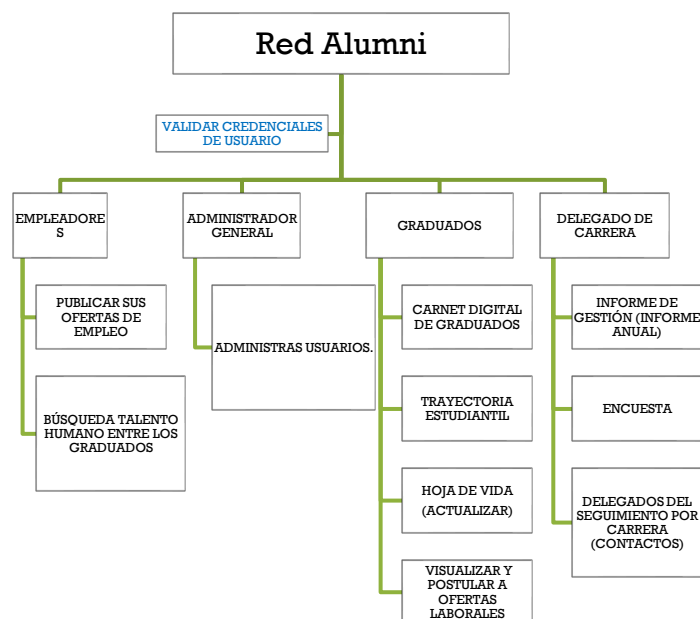 Red Alumni
VALIDAR CREDENCIALES
DE USUARIO
EMPLEADORE
S
ADMINISTRADOR
GENERAL
GRADUADOS
DELEGADO DE
CARRERA
PUBLICAR SUS
OFERTAS DE
EMPLEO
BÚSQUEDA TALENTO
HUMANO ENTRE LOS
GRADUADOS
ADMINISTRAS USUARIOS.
CARNET DIGITAL
DE GRADUADOS
TRAYECTORIA
ESTUDIANTIL
HOJA DE VIDA
(ACTUALIZAR)
VISUALIZAR Y
POSTULAR A
OFERTAS
LABORALES
INFORME DE
GESTIÓN (INFORME
ANUAL)
ENCUESTA
DELEGADOS DEL
SEGUIMIENTO POR
CARRERA
(CONTACTOS)